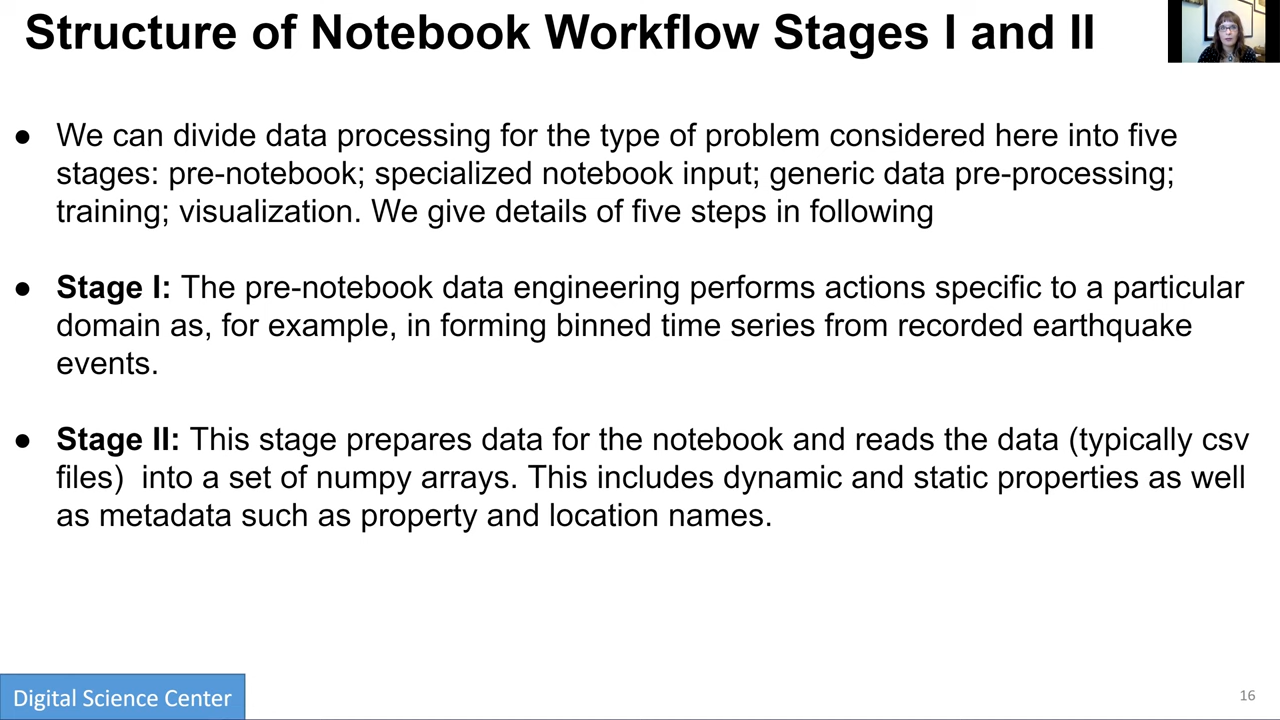 Structure of Notebook Workflow Stages I and II
● We can divide data processing for the type of problem considered here into five
stages: pre-notebook; specialized notebook input; generic data pre-processing;
training; visualization. We give details of five steps in following
● Stage I: The pre-notebook data engineering performs actions specific to a particular
domain as, for example, in forming binned time series from recorded earthquake
events.
● Stage II: This stage prepares data for the notebook and reads the data (typically csv
files)  into a set of numpy arrays. This includes dynamic and static properties as well
as metadata such as property and location names.
Digital Science Center
16